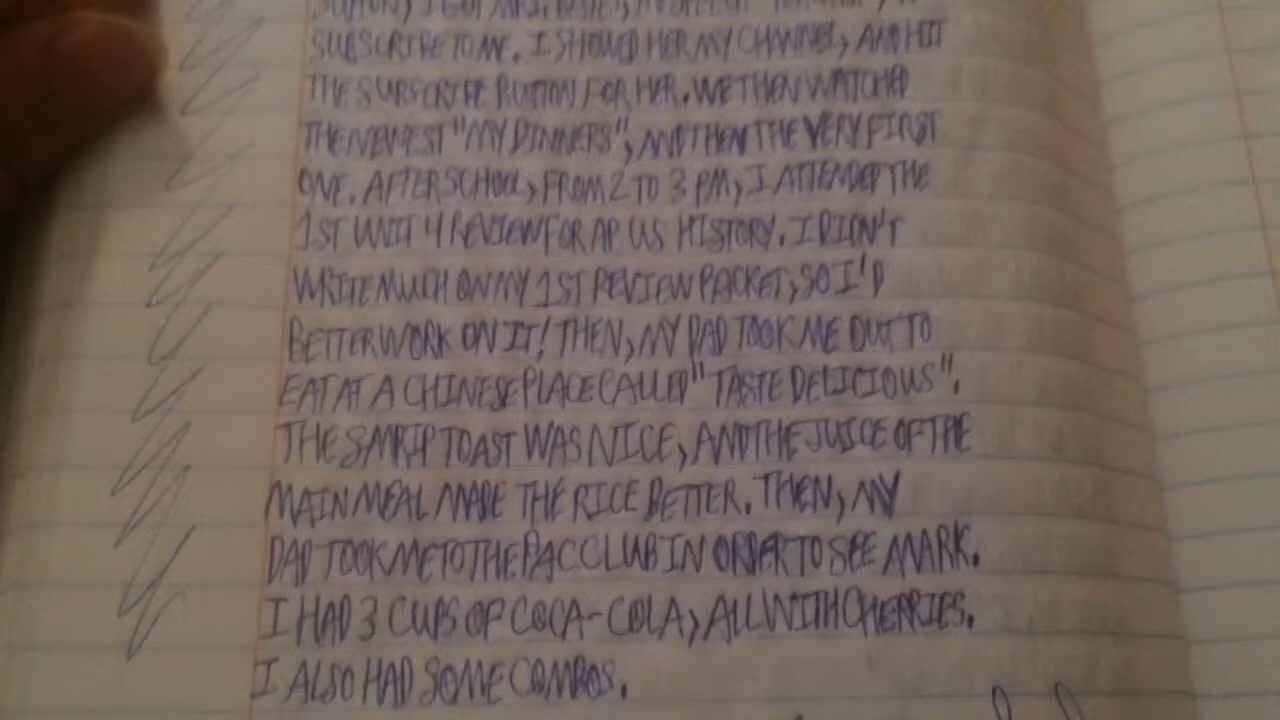 SUBSCRIBE TO ME. I SHOWED HER MY CHANNEL, AND HIT
THE SUBSCRIBE BUTTON FOR HER. WE THEN WATCHED
THE NEWEST "MY DINNERS", AND THEN THE VERY FIRST
ONE. AFTER SCHOOL, FROM 2 TO 3 PM, I ATTENDED THE
1ST UNIT 4 REVIEW FOR AP US HISTORY. I DIDN'T
WRITE MUCH ON MY 1ST REVIEW PACKET, SO I'D
BETTER WORK ON IT! THEN, MY DAD TOOK ME OUT TO
EAT AT A CHINESE PLACE CALLED "TASTE DELICIOUS".
THE SMRIP TOAST WAS NICE, AND THE JUICE OF THE
MAIN MEAL MADE THE RICE BETTER. THEN, MY
DAD TOOK ME TO THE PAC CLUB IN ORDER TO SEE MARK.
I HAD 3 CUPS OF COCA-COLA, ALL WITH CHERRIES.
I ALSO HAD SOME COMBOS.